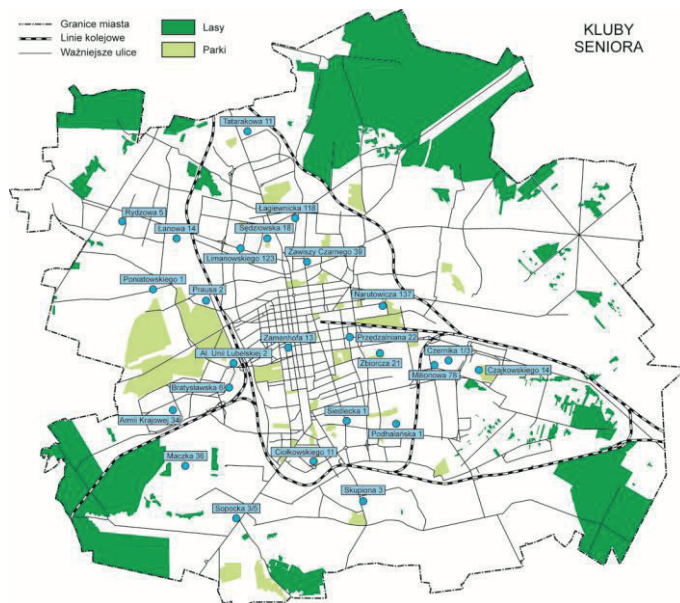 Granice miasta
Linie kolejowe
Ważniejsze ulice
Lasy
Parki
KLUBY
SENIORA
Tatarakowa 11
Łagiewnicka 118
Rydzowa 5
Sędziowska 18
Łanowa 14
Limanowskiego 123
Zawiszy Czarnego 39
Poniatowskiego 1
Prausa 2
Narutowicza 137
Zamenhofa 13
Przędzalniana 22
Al. Unii Lubelskiej 2
Zbiorcza 21
Czernika 1/3
Milionowa 76
Czajkowskiego 14
Bratysławska 6
Armii Krajowej 34
Siedlecka 1
Podhalańska 1
Maczka 36
Ciołkowskiego 11
Skupiona 3
Sopocka 3/5